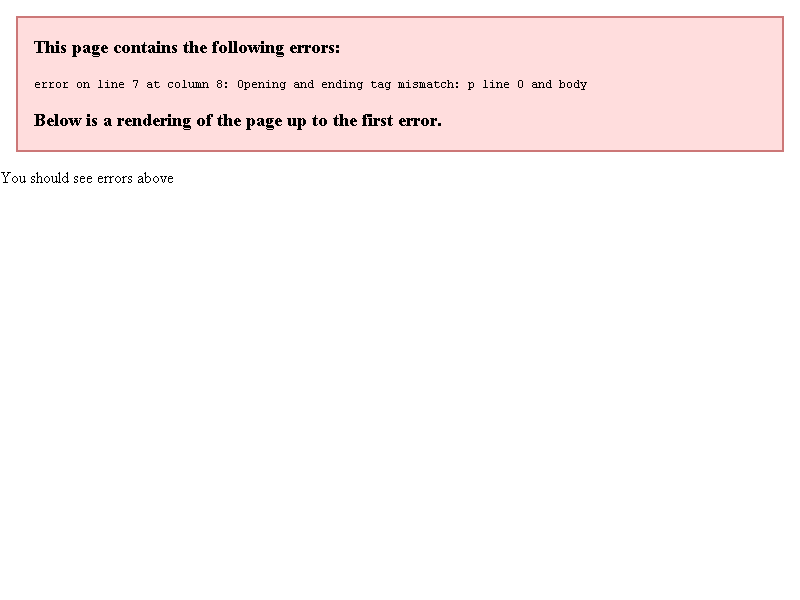 This page contains the following errors:
error on line 7 at column 8: Opening and ending tag mismatch: p line 0 and body
Below is a rendering of the page up to the first error.
You should see errors above